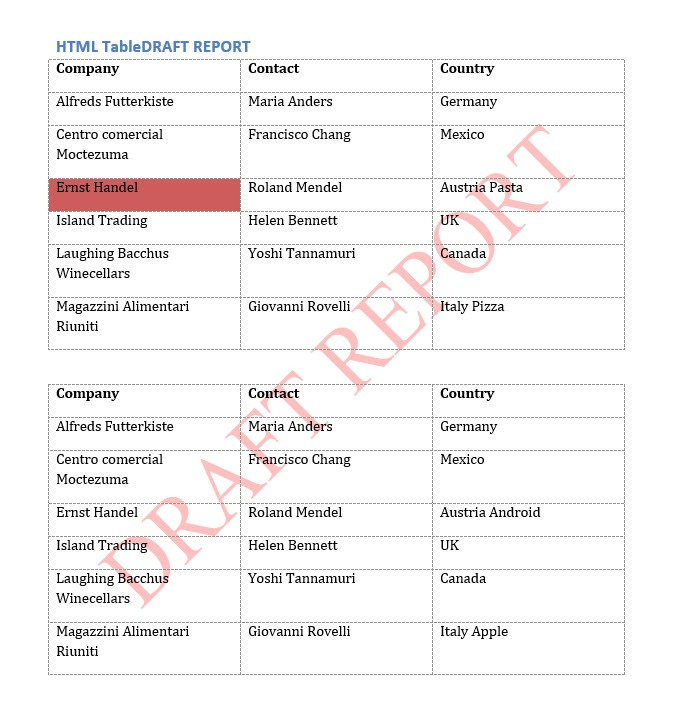 HTML TableDRAFT REPORT
Company Contact Country
Alfreds Futterkiste Maria Anders Germany
Centro comercial Francisco Chang Mexico
Moctezuma
Ernst Handel Roland Mendel Austria Pasta
Island Trading Helen Bennett UK
Laughing Bacchus Yoshi Tannamuri Canada
Winecellars
Magazzini Alimentari Giovanni Rovelli Italy Pizza
Riuniti
Company Contact Country
Alfreds Futterkiste Maria Anders Germany
Centro comercial Francisco Chang Mexico
Moctezuma
Ernst Handel Roland Mendel Austria Android
Island Trading Helen Bennett UK
Laughing Bacchus Yoshi Tannamuri Canada
Winecellars
Magazzini Alimentari Giovanni Rovelli Italy Apple
Riuniti
DRAFT REPORT